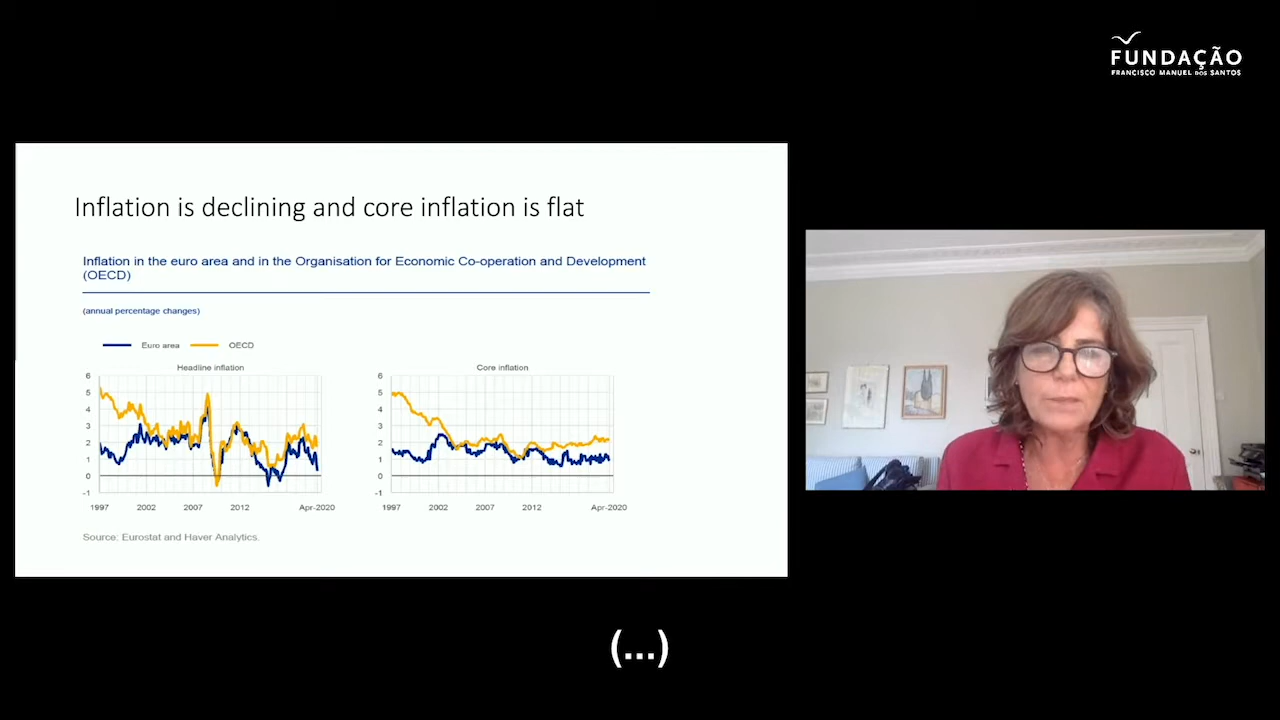 FUNDAÇÃO
FRANCISCO MANUEL DOS SANTOS
Inflation is declining and core inflation is flat
Inflation in the euro area and in the Organisation for Economic Co-operation and Development
(OECD)
(annual percentage changes)
Euro area OECD
Headline inflation
6
5
4
3
2
1
0
-1
1997 2002 2007 2012 Apr-2020
Core inflation
6
5
4
3
2
1
0
-1
1997 2002 2007 2012 Apr-2020
Source: Eurostat and Haver Analytics.
(...)